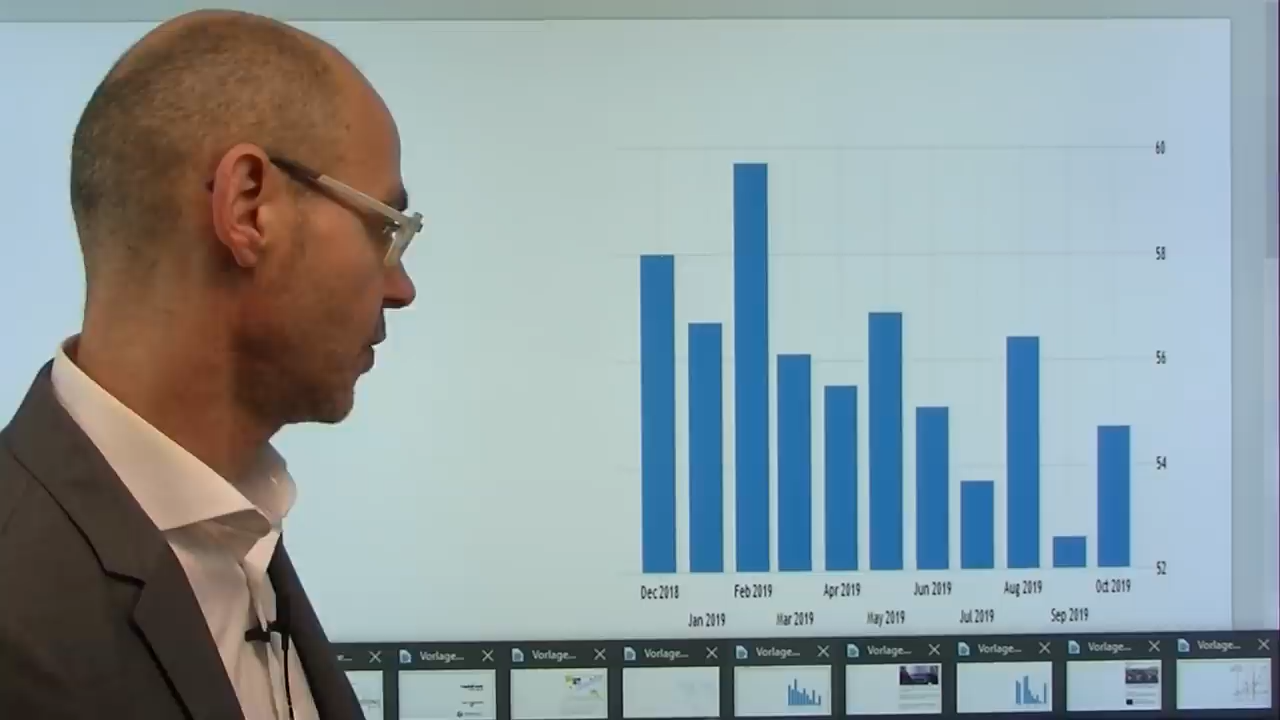 60
58
56
54
52
Dec 2018
Jan 2019
Feb 2019
Mar 2019
Apr 2019
May 2019
Jun 2019
Jul 2019
Aug 2019
Sep 2019
Oct 2019
Vorlage...
Vorlage...
Vorlage...
Vorlage...
Vorlage...
Vorlage...
Vorlage...
Vorlage...